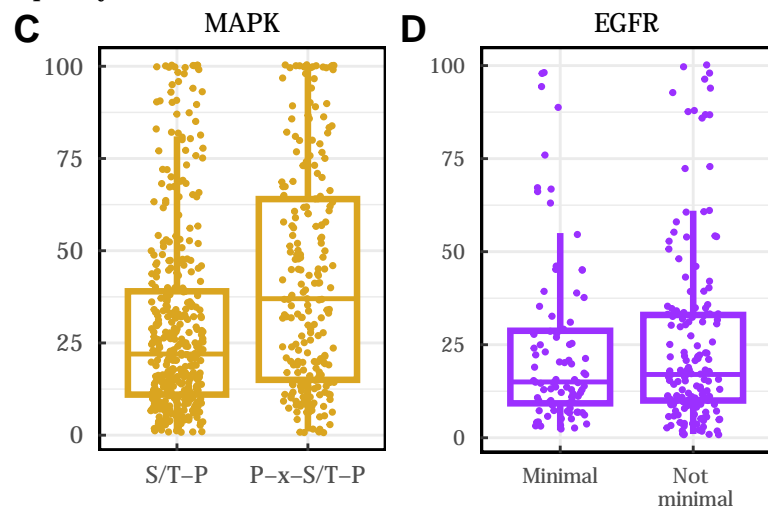 C MAPK D EGFR
100 100
75 75
50 50
25 25
0 0
S/T–P P–x–S/T–P Minimal Not
minimal